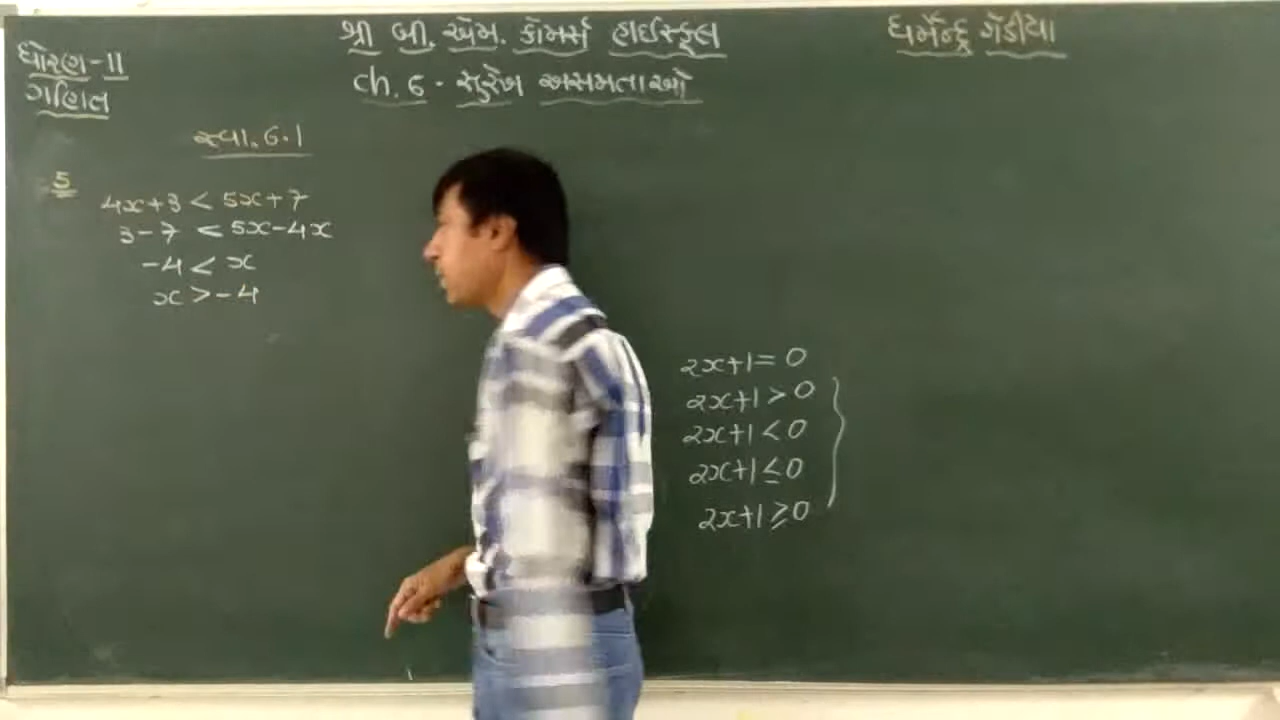 શ્રી બી. એમ. કોમર્સ હાઈસ્કૂલ
ધર્મેન્દ્ર ગેડીયા
ધોરણ-11
ગણિત
ch. 6 - સુરેખ અસમતાઓ
સ્વા. 6.1
5
4x+3 < 5x+7
3-7 < 5x-4x
-4 < x
x > -4
2x+1 = 0
2x+1 > 0
2x+1 < 0
2x+1 ≤ 0
2x+1 ≥ 0